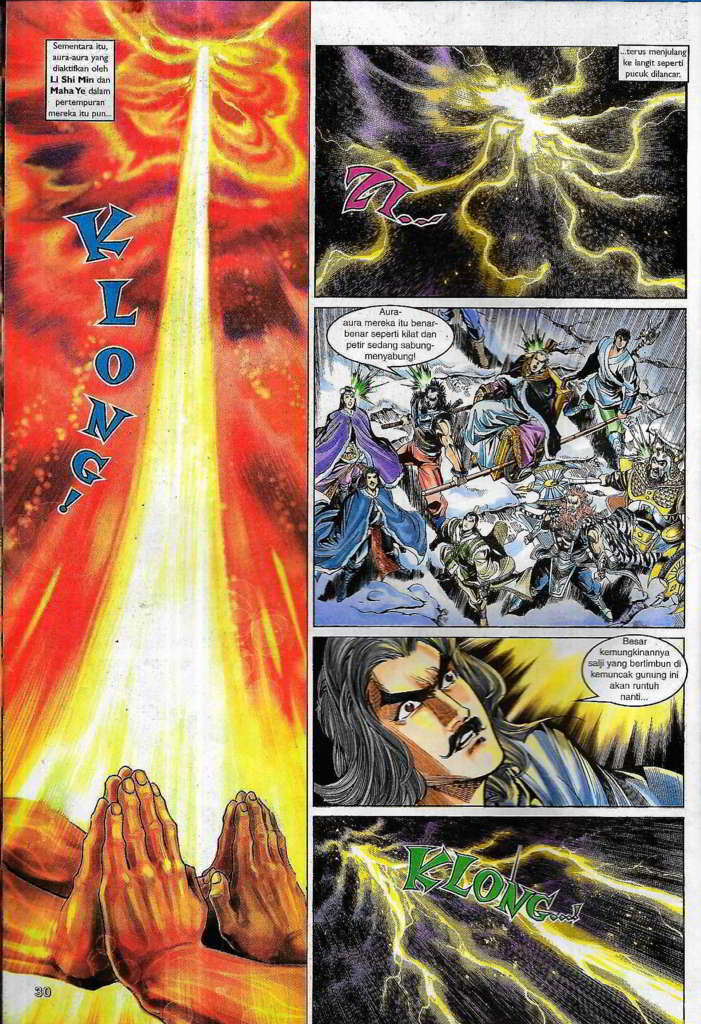 Sementara itu,
aura-aura yang
diaktifkan oleh
Li Shi Min dan
Maha Ye dalam
pertempuran
mereka itu pun...
KLONG!
...terus menjulang
ke langit seperti
pucuk dilancar.
ZI...
Aura-
aura mereka itu benar-
benar seperti kilat dan
petir sedang sabung-
menyabung!
Besar
kemungkinannya
salji yang bertimbun di
kemuncak gunung ini
akan runtuh
nanti...
KLONG...!
30